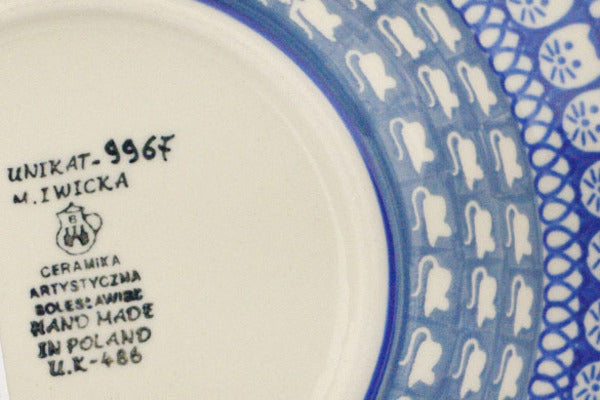 UNIKAT-9967
M.IWICKA
B
CERAMIKA
ARTYSTYCZNA
BOLESŁAWIEC
HAND MADE
IN POLAND
U.K-486